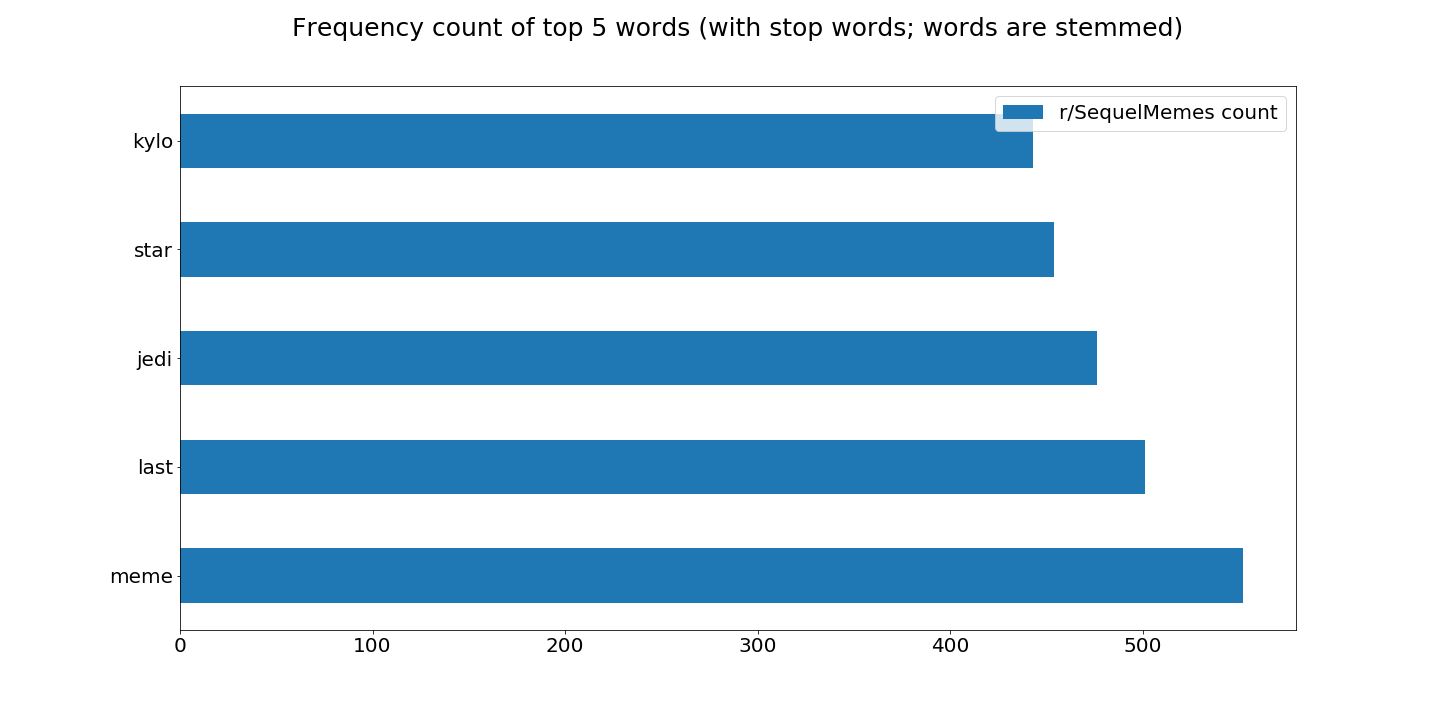 Frequency count of top 5 words (with stop words; words are stemmed)
r/SequelMemes count
kylo
star
jedi
last
meme
0 100 200 300 400 500